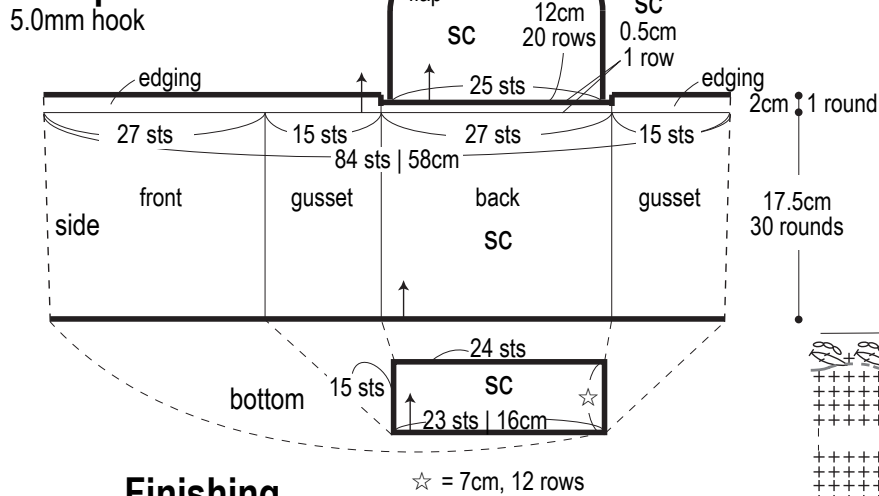 5.0mm hook
sc
12cm
20 rows
sc
0.5cm
1 row
edging
25 sts
edging
2cm
1 round
27 sts
15 sts
27 sts
15 sts
84 sts | 58cm
front
gusset
back
gusset
side
sc
17.5cm
30 rounds
24 sts
15 sts
sc
☆
bottom
23 sts | 16cm
Finishing
☆ = 7cm, 12 rows